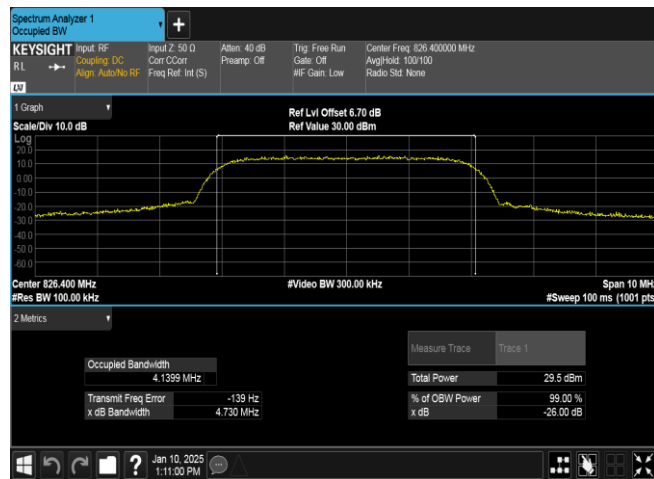 Spectrum Analyzer 1
Occupied BW
+
KEYSIGHT
RL
LXI
Input: RF
Coupling: DC
Align: Auto/No RF
Input Z: 50 Ω
Corr CCorr
Freq Ref: Int (S)
Atten: 40 dB
Preamp: Off
Trig: Free Run
Gate: Off
#IF Gain: Low
Center Freq: 826.400000 MHz
Avg|Hold: 100/100
Radio Std: None
1 Graph
Scale/Div 10.0 dB
Ref Lvl Offset 6.70 dB
Ref Value 30.00 dBm
Log
20.0
10.0
0.00
-10.0
-20.0
-30.0
-40.0
-50.0
-60.0
Center 826.400 MHz
#Res BW 100.00 kHz
#Video BW 300.00 kHz
Span 10 MHz
#Sweep 100 ms (1001 pts
2 Metrics
Measure Trace Trace 1
Occupied Bandwidth
4.1399 MHz
Total Power 29.5 dBm
Transmit Freq Error -139 Hz
% of OBW Power 99.00 %
x dB Bandwidth 4.730 MHz
x dB -26.00 dB
?
Jan 10, 2025
1:11:00 PM